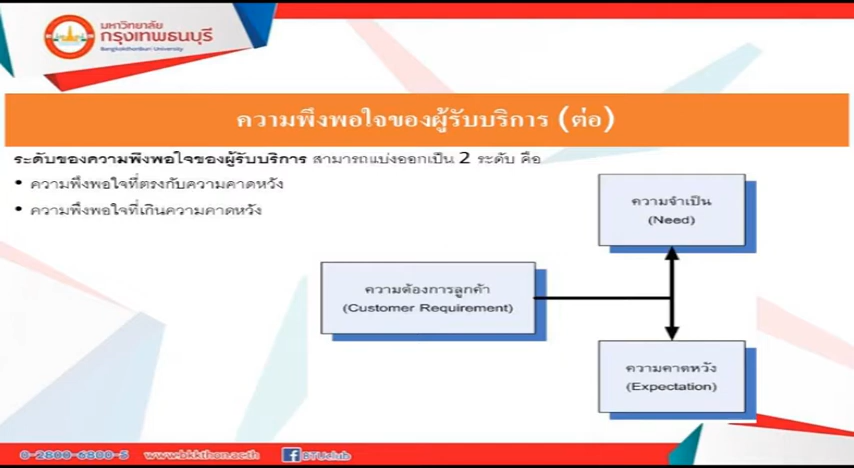 มหาวิทยาลัย
กรุงเทพธนบุรี
Bangkokthonburi University
ความพึงพอใจของผู้รับบริการ (ต่อ)
ระดับของความพึงพอใจของผู้รับบริการ สามารถแบ่งออกเป็น 2 ระดับ คือ
• ความพึงพอใจที่ตรงกับความคาดหวัง
• ความพึงพอใจที่เกินความคาดหวัง
ความจำเป็น
(Need)
ความต้องการลูกค้า
(Customer Requirement)
ความคาดหวัง
(Expectation)
0-2800-6800-5 www.bkkthon.ac.th BTUclub